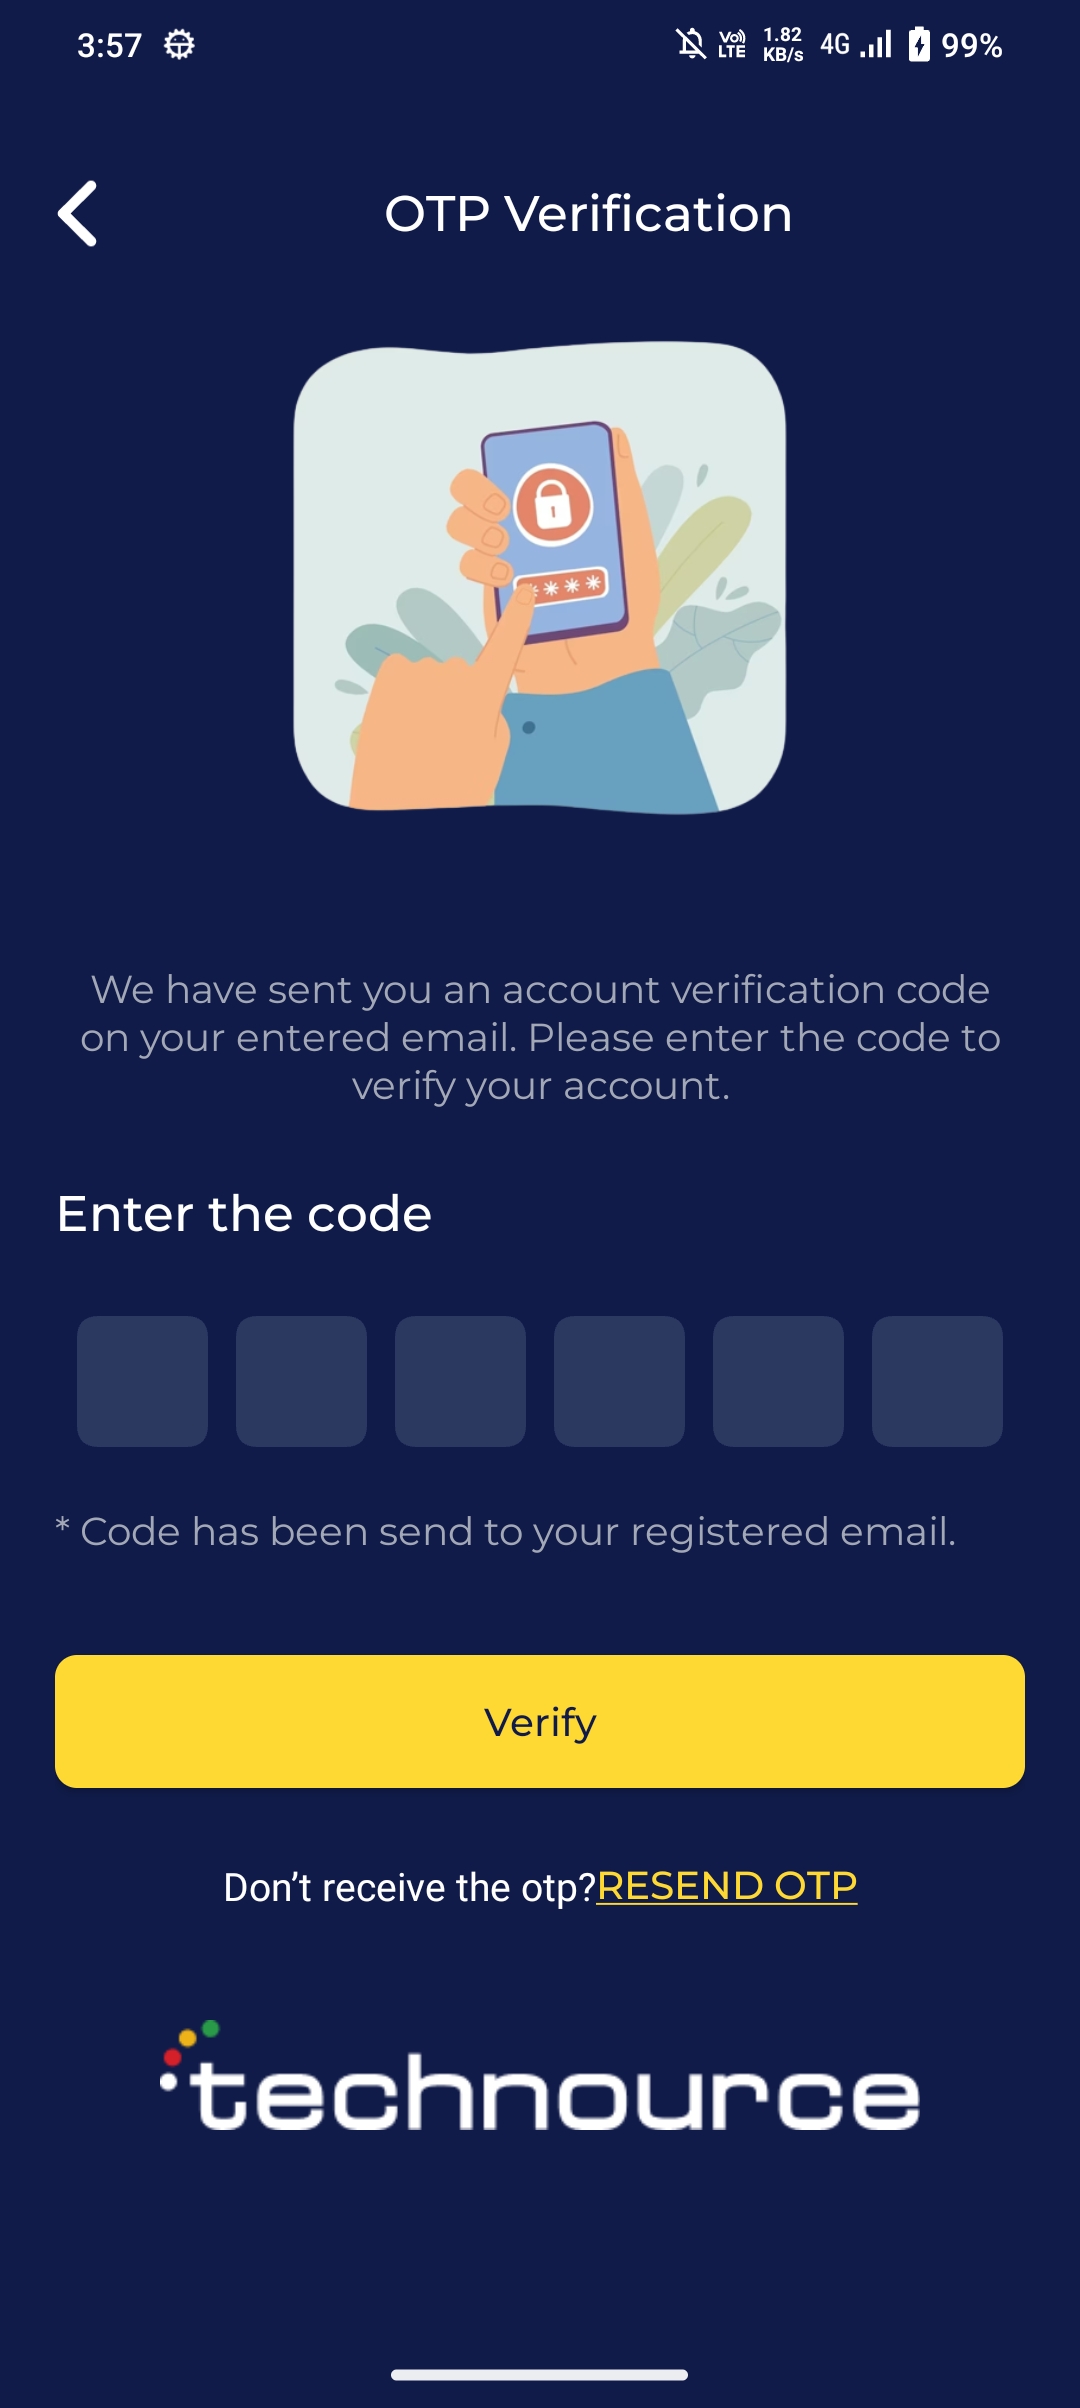 3:57 Vo)) LTE 1.82 KB/s 4G 99%
OTP Verification
We have sent you an account verification code
on your entered email. Please enter the code to
verify your account.
Enter the code
* Code has been send to your registered email.
Verify
Don’t receive the otp?RESEND OTP
technource